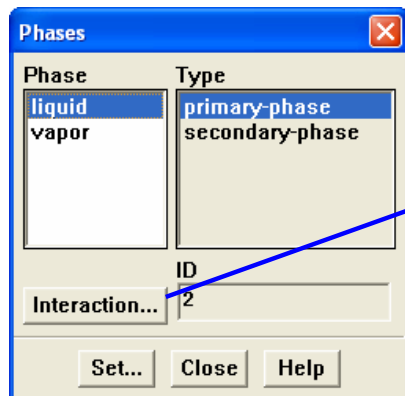 Phases
Phase Type
liquid primary-phase
vapor secondary-phase
ID
Interaction... 2
Set... Close Help